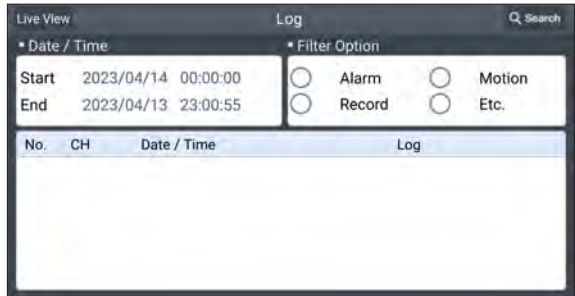 Live View Log Search
Date / Time Filter Option
Start 2023/04/14 00:00:00 Alarm Motion
End 2023/04/13 23:00:55 Record Etc.
No. CH Date / Time Log